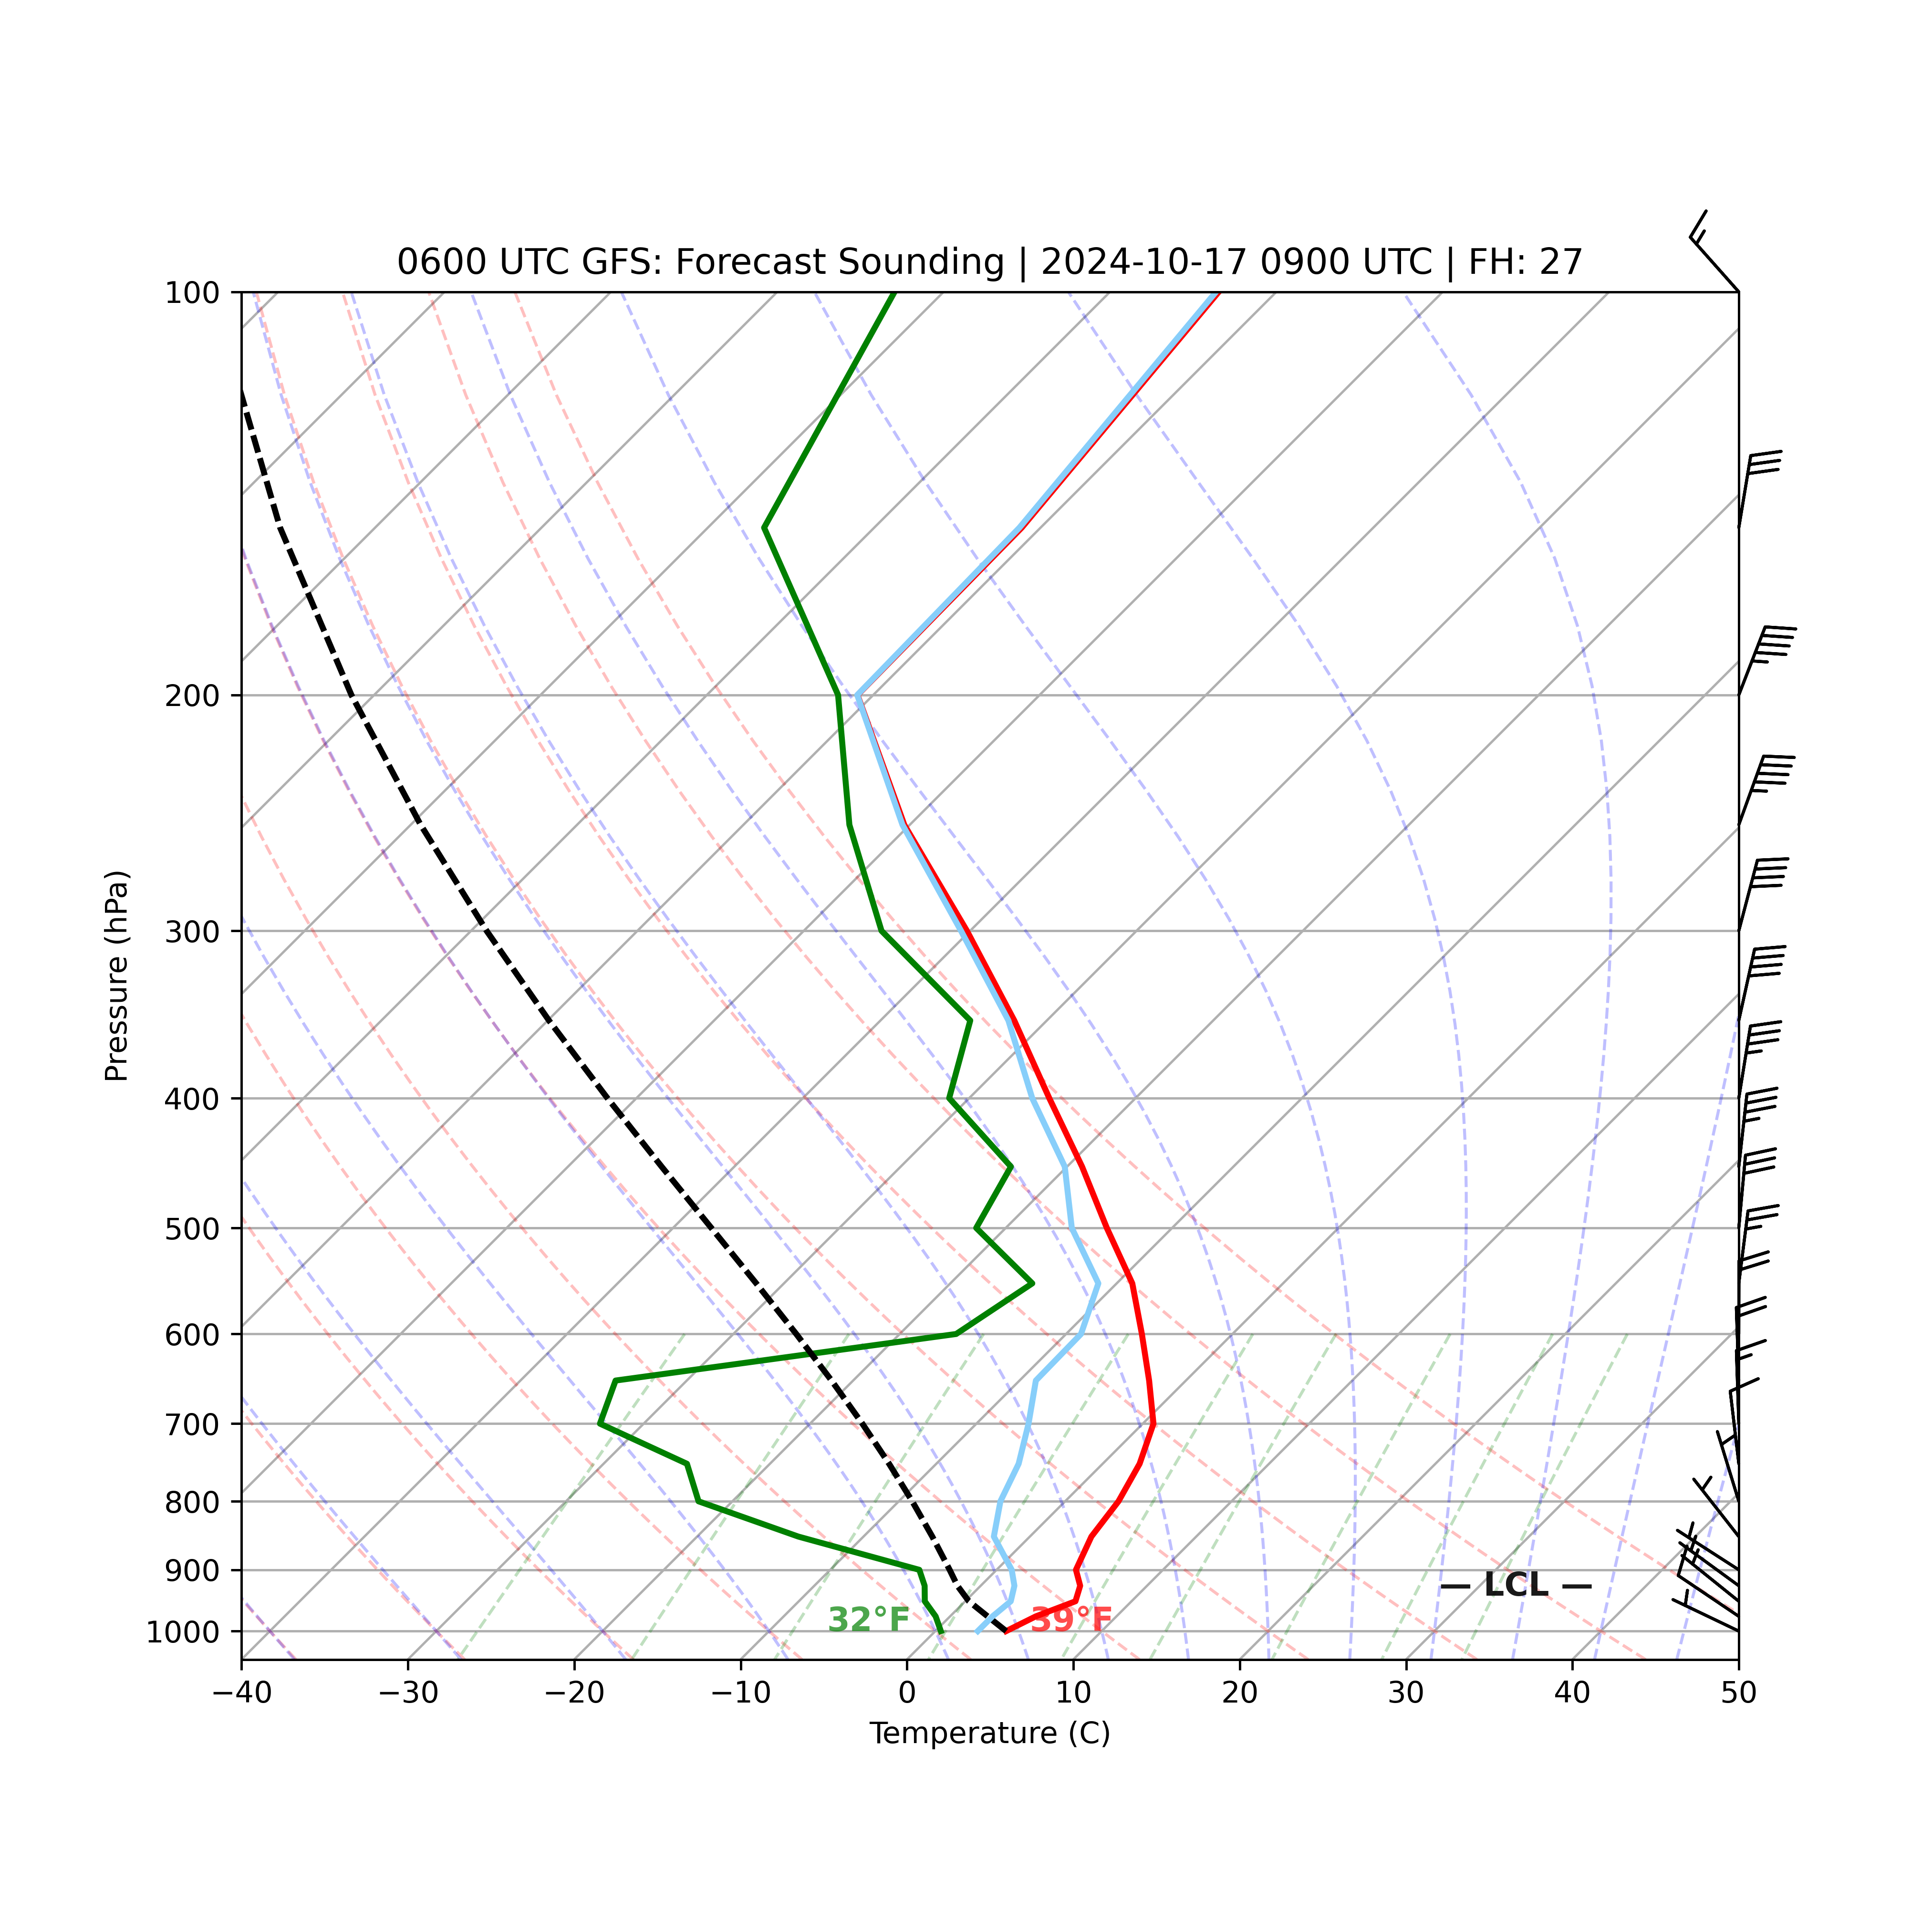 0600 UTC GFS: Forecast Sounding | 2024-10-17 0900 UTC | FH: 27
100
200
300
400
500
600
700
800
900
1000
Pressure (hPa)
— LCL —
32°F
39°F
−40 −30 −20 −10 0 10 20 30 40 50
Temperature (C)